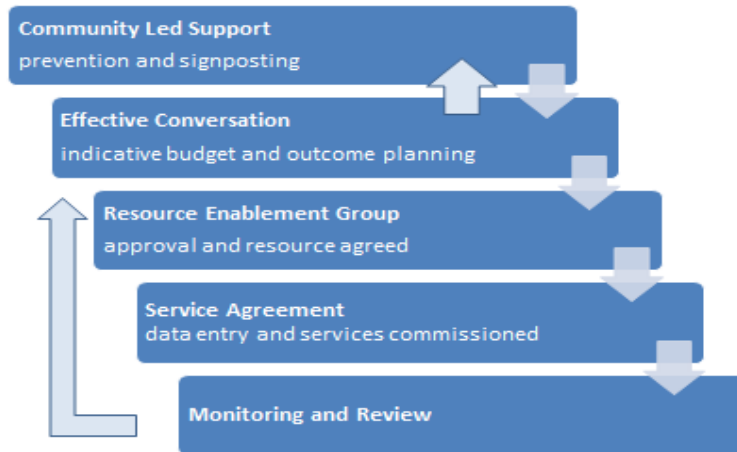 Community Led Support
prevention and signposting
Effective Conversation
indicative budget and outcome planning
Resource Enablement Group
approval and resource agreed
Service Agreement
data entry and services commissioned
Monitoring and Review